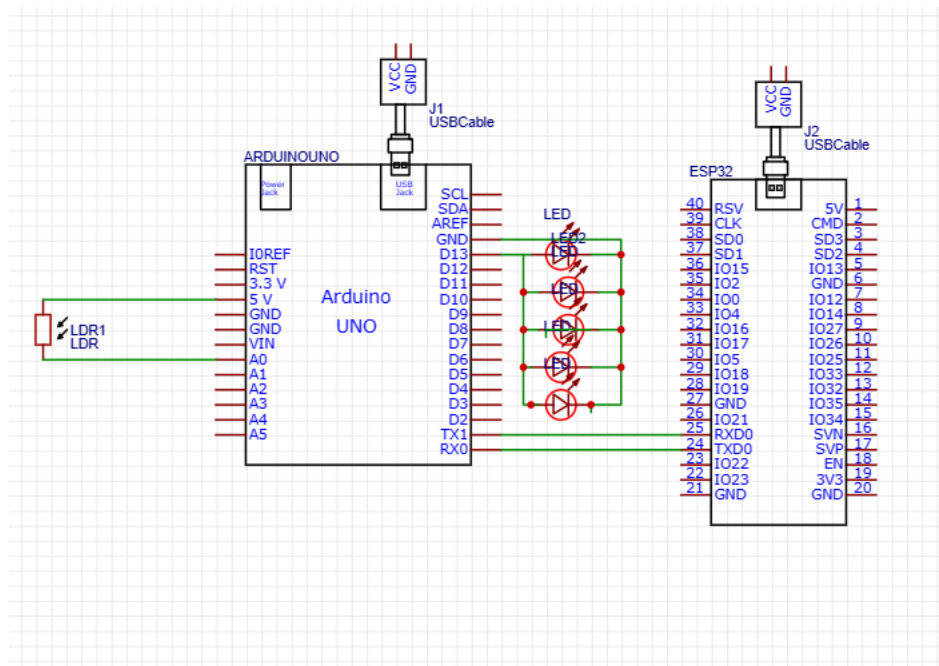 VCC
GND
J1
USBCable
VCC
GND
J2
USBCable
ARDUINOUNO
Power
Jack
USB
Jack
SCL
SDA
AREF
GND
D13
D12
D11
D10
D9
D8
D7
D6
D5
D4
D3
D2
TX1
RX0
I0REF
RST
3.3 V
5 V
GND
GND
VIN
A0
A1
A2
A3
A4
A5
Arduino
UNO
LDR1
LDR
LED
LED2
LED
LED
LED
LED
ESP32
40 RSV
39 CLK
38 SD0
37 SD1
36 IO15
35 IO2
34 IO0
33 IO4
32 IO16
31 IO17
30 IO5
29 IO18
28 IO19
27 GND
26 IO21
25 RXD0
24 TXD0
23 IO22
22 IO23
21 GND
5V 1
CMD 2
SD3 3
SD2 4
IO13 5
GND 6
IO12 7
IO14 8
IO27 9
IO26 10
IO25 11
IO33 12
IO32 13
IO35 14
IO34 15
SVN 16
SVP 17
EN 18
3V3 19
GND 20